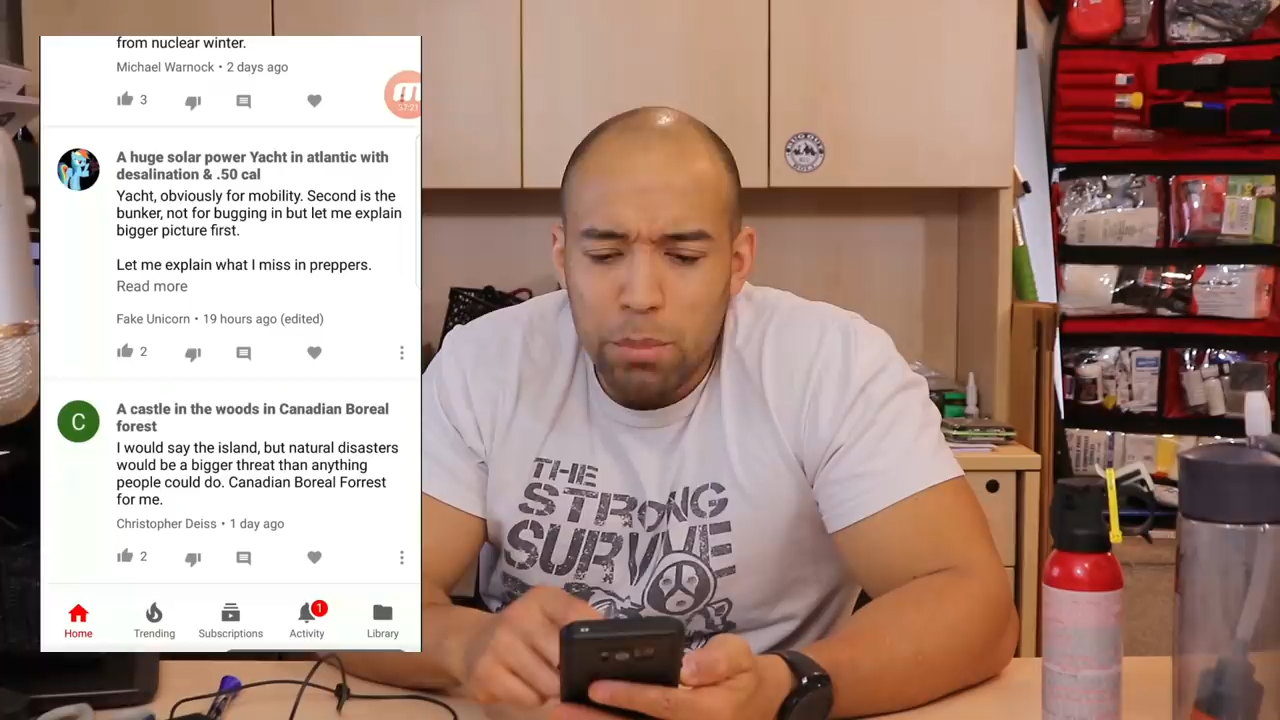 from nuclear winter.
Michael Warnock • 2 days ago
3
57:21
A huge solar power Yacht in atlantic with
desalination & .50 cal
Yacht, obviously for mobility. Second is the
bunker, not for bugging in but let me explain
bigger picture first.
Let me explain what I miss in preppers.
Read more
Fake Unicorn • 19 hours ago (edited)
2
C
A castle in the woods in Canadian Boreal
forest
I would say the island, but natural disasters
would be a bigger threat than anything
people could do. Canadian Boreal Forrest
for me.
Christopher Deiss • 1 day ago
2
1
Home
Trending
Subscriptions
Activity
Library
THE
STRONG
SURVIVE